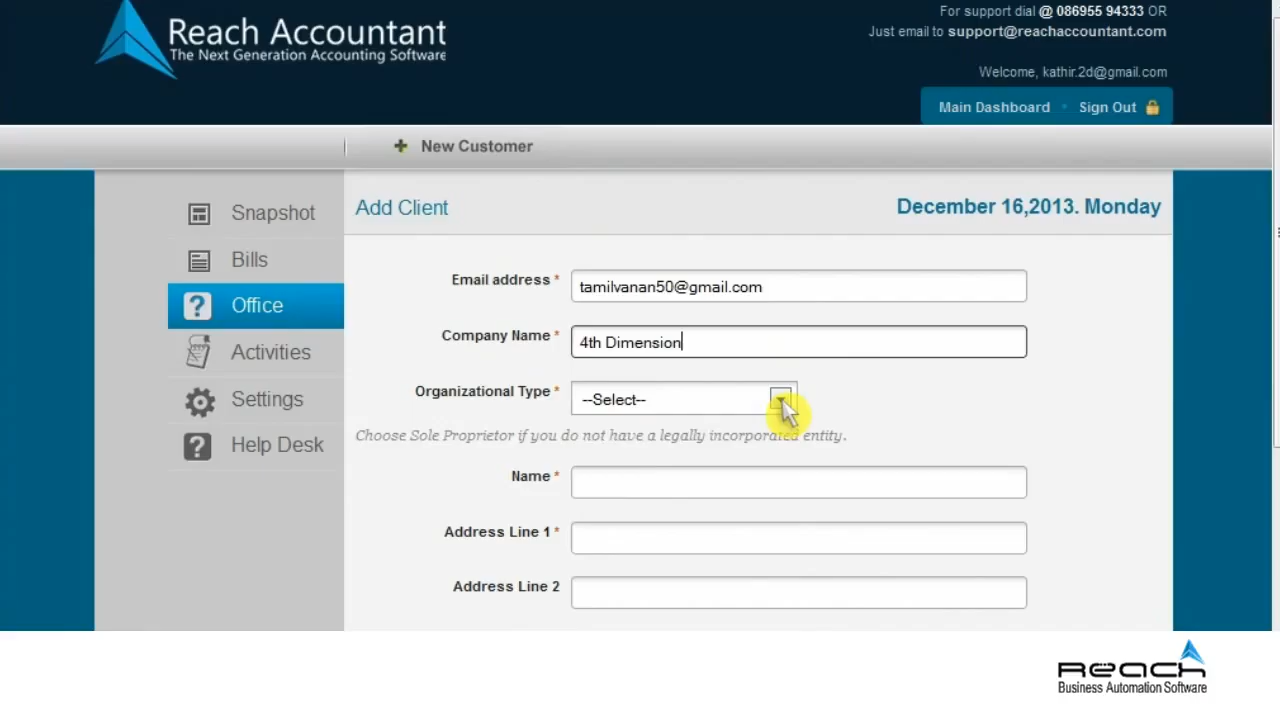 Reach Accountant
The Next Generation Accounting Software
For support dial @ 086955 94333 OR
Just email to support@reachaccountant.com
Welcome, kathir.2d@gmail.com
Main Dashboard
Sign Out
New Customer
Snapshot
Bills
Office
Activities
Settings
Help Desk
Add Client
December 16,2013. Monday
Email address *
tamilvanan50@gmail.com
Company Name *
4th Dimension
Organizational Type *
--Select--
Choose Sole Proprietor if you do not have a legally incorporated entity.
Name *
Address Line 1 *
Address Line 2
REACH
Business Automation Software